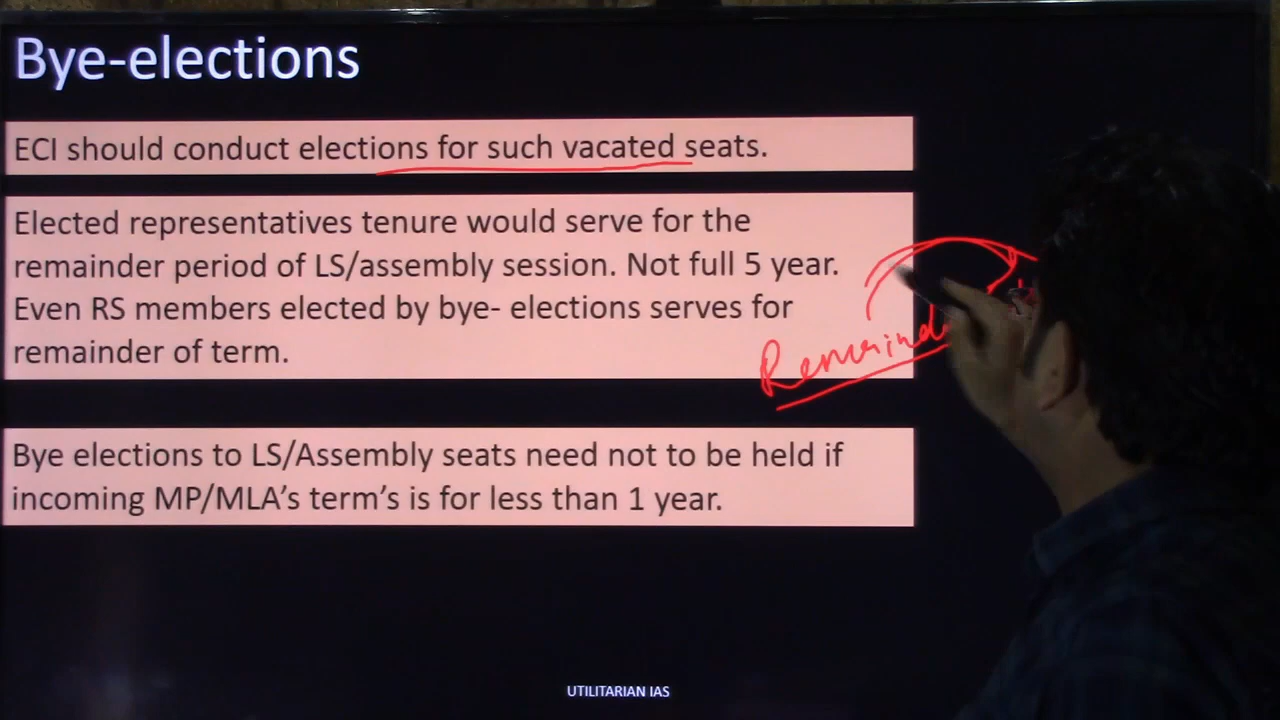 Bye-elections
ECI should conduct elections for such vacated seats.
Elected representatives tenure would serve for the
remainder period of LS/assembly session. Not full 5 year.
Even RS members elected by bye- elections serves for
remainder of term.
Bye elections to LS/Assembly seats need not to be held if
incoming MP/MLA's term's is for less than 1 year.
UTILITARIAN IAS